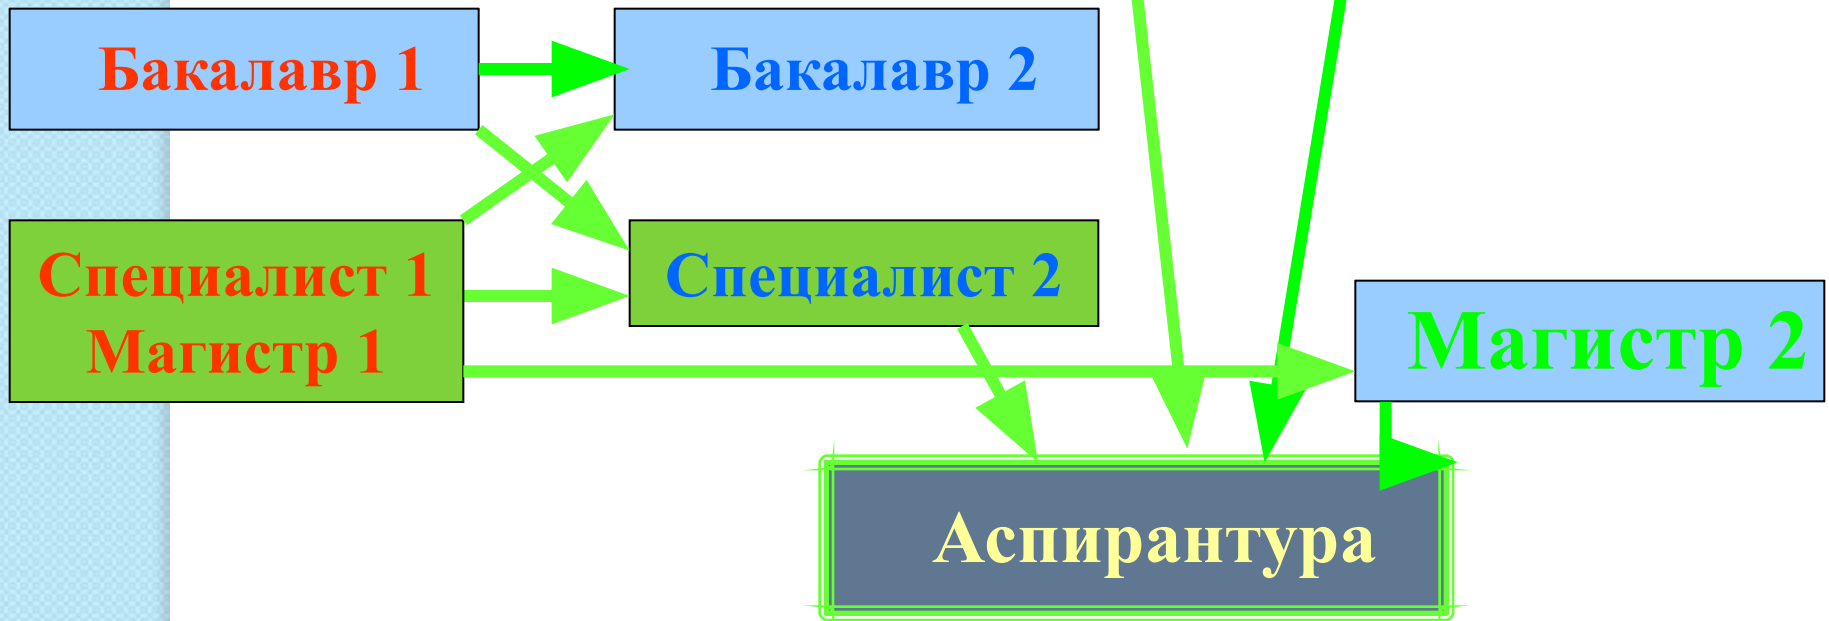 Бакалавр 1
Бакалавр 2
Специалист 1
Магистр 1
Специалист 2
Магистр 2
Аспирантура